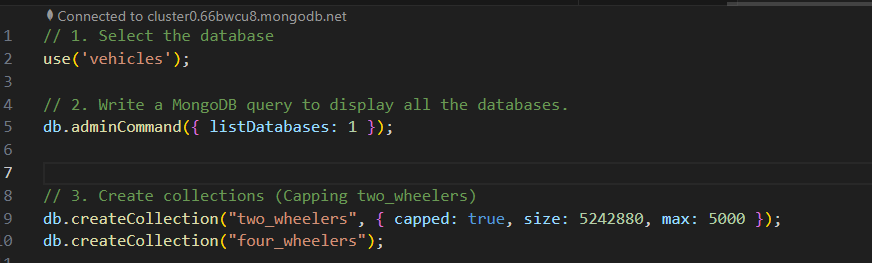 Connected to cluster0.66bwcu8.mongodb.net
1 // 1. Select the database
2 use('vehicles');
3
4 // 2. Write a MongoDB query to display all the databases.
5 db.adminCommand({ listDatabases: 1 });
6
7
8 // 3. Create collections (Capping two_wheelers)
9 db.createCollection("two_wheelers", { capped: true, size: 5242880, max: 5000 });
10 db.createCollection("four_wheelers");